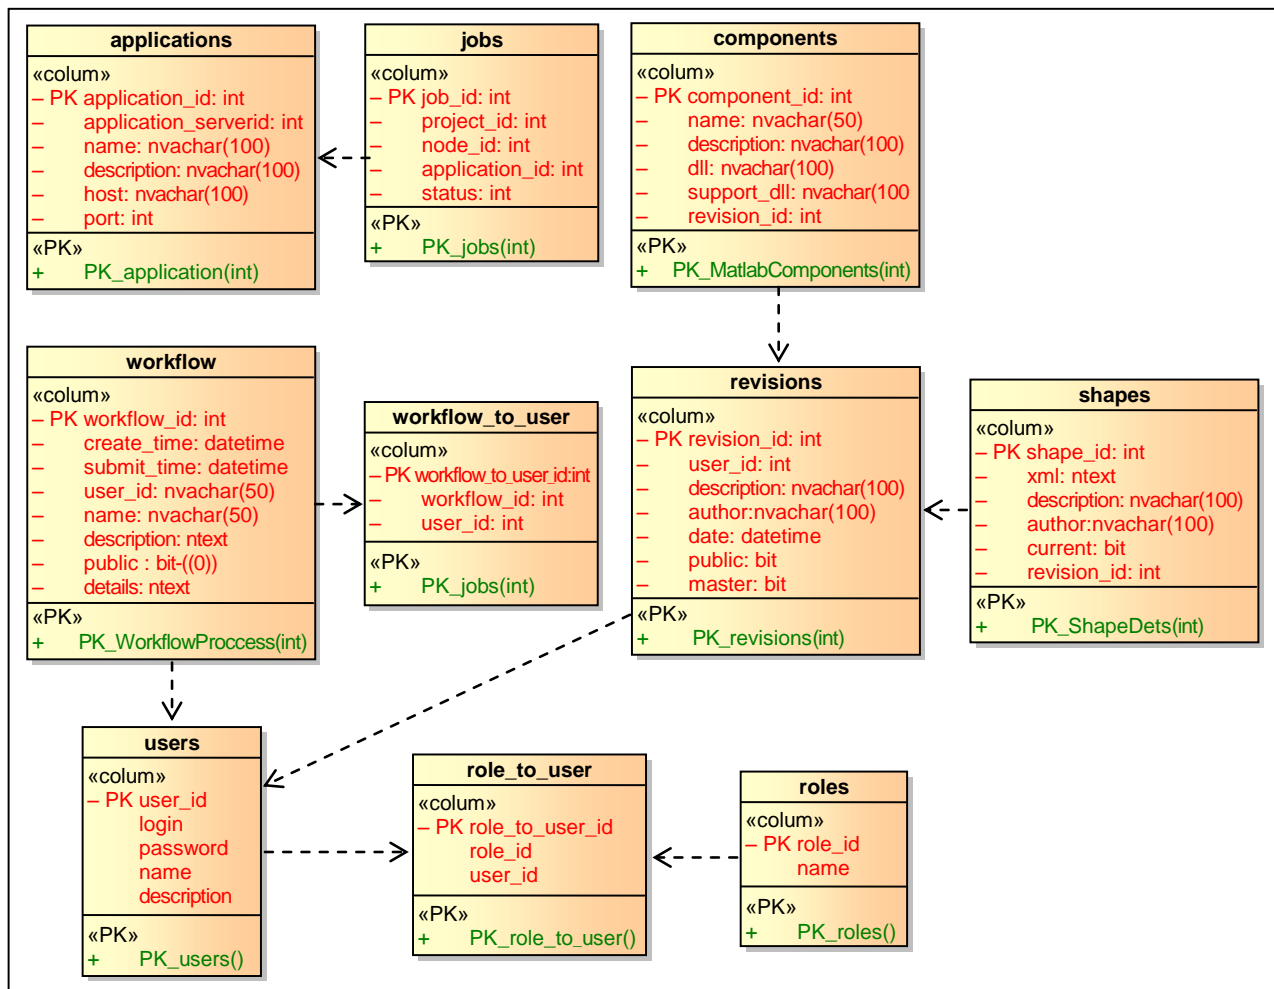 applications
«colum»
– PK application_id: int
– application_serverid: int
– name: nvachar(100)
– description: nvachar(100)
– host: nvachar(100)
– port: int
«PK»
+ PK_application(int)
jobs
«colum»
– PK job_id: int
– project_id: int
– node_id: int
– application_id: int
– status: int
«PK»
+ PK_jobs(int)
components
«colum»
– PK component_id: int
– name: nvachar(50)
– description: nvachar(100)
– dll: nvachar(100)
– support_dll: nvachar(100
– revision_id: int
«PK»
+ PK_MatlabComponents(int)
workflow
«colum»
– PK workflow_id: int
– create_time: datetime
– submit_time: datetime
– user_id: nvachar(50)
– name: nvachar(50)
– description: ntext
– public : bit-((0))
– details: ntext
«PK»
+ PK_WorkflowProccess(int)
workflow_to_user
«colum»
– PK workflow_to_user_id:int
– workflow_id: int
– user_id: int
«PK»
+ PK_jobs(int)
revisions
«colum»
– PK revision_id: int
– user_id: int
– description: nvachar(100)
– author:nvachar(100)
– date: datetime
– public: bit
– master: bit
«PK»
+ PK_revisions(int)
shapes
«colum»
– PK shape_id: int
– xml: ntext
– description: nvachar(100)
– author:nvachar(100)
– current: bit
– revision_id: int
«PK»
+ PK_ShapeDets(int)
users
«colum»
– PK user_id
login
password
name
description
«PK»
+ PK_users()
role_to_user
«colum»
– PK role_to_user_id
role_id
user_id
«PK»
+ PK_role_to_user()
roles
«colum»
– PK role_id
name
«PK»
+ PK_roles()